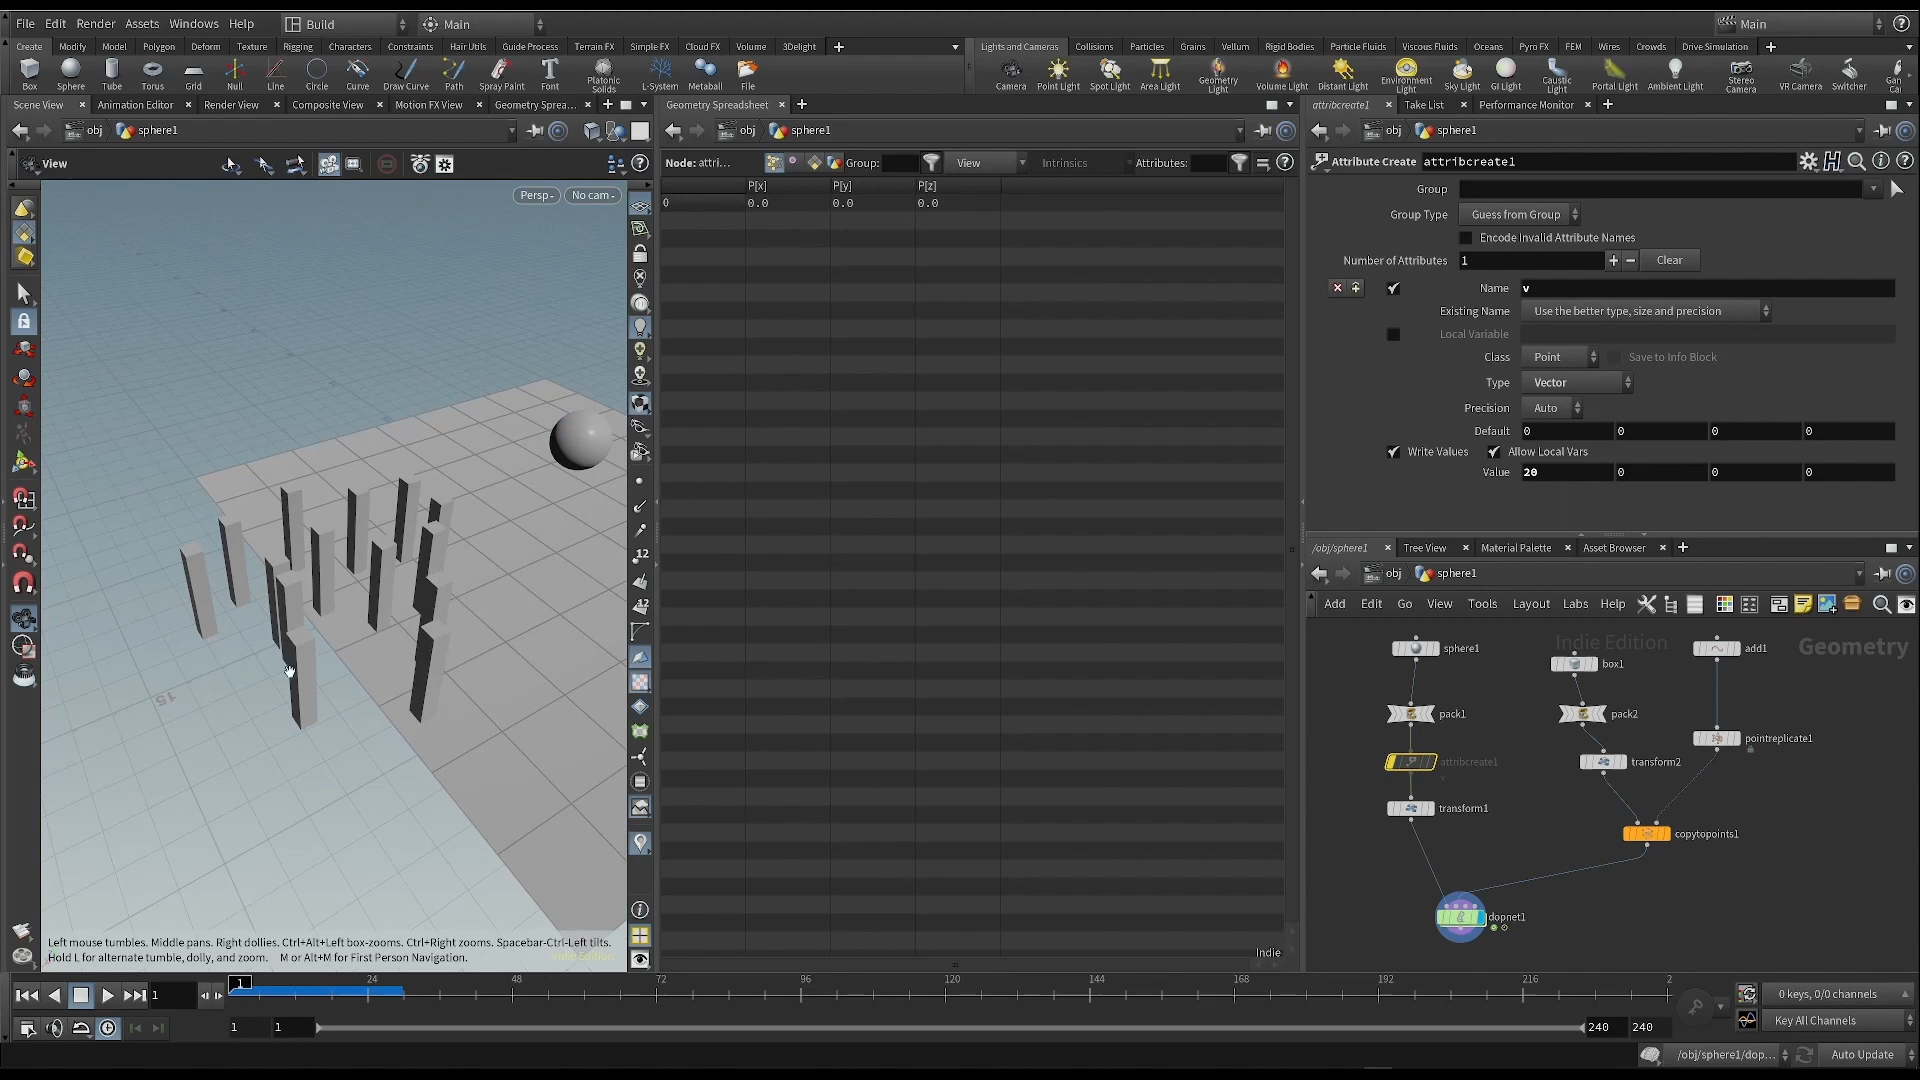 File Edit Render Assets Windows Help Build Main Main
Create Modify Model Polygon Deform Texture Rigging Characters Constraints Hair Utils Guide Process Terrain FX Simple FX Cloud FX Volume 3Delight
Lights and Cameras Collisions Particles Grains Vellum Rigid Bodies Particle Fluids Viscous Fluids Oceans Pyro FX FEM Wires Crowds Drive Simulation
Box Sphere Tube Torus Grid Null Line Circle Curve Draw Curve Path Spray Paint Font Platonic Solids L-System Metaball File
Camera Point Light Spot Light Area Light Geometry Light Volume Light Distant Light Environment Light Sky Light GI Light Caustic Light Portal Light Ambient Light Stereo Camera VR Camera Switcher
Scene View Animation Editor Render View Composite View Motion FX View Geometry Sprea...
Geometry Spreadsheet
attribcreate1 Take List Performance Monitor
obj sphere1
obj sphere1
obj sphere1
View
Node: attri... Group: View Intrinsics Attributes:
Attribute Create attribcreate1
Persp No cam
P[x] P[y] P[z]
0 0.0 0.0 0.0
Group
Group Type Guess from Group
Encode Invalid Attribute Names
Number of Attributes 1 Clear
Name v
Existing Name Use the better type, size and precision
Local Variable
Class Point Save to Info Block
Type Vector
Precision Auto
Default 0 0 0 0
Write Values Allow Local Vars
Value 20 0 0 0
15
/obj/sphere1 Tree View Material Palette Asset Browser
obj sphere1
Add Edit Go View Tools Layout Labs Help
Indie Edition Geometry
sphere1
box1
add1
pack1
pack2
pointreplicate1
attribcreate1
v
transform2
transform1
copytopoints1
dopnet1
Left mouse tumbles. Middle pans. Right dollies. Ctrl+Alt+Left box-zooms. Ctrl+Right zooms. Spacebar-Ctrl-Left tilts.
Hold L for alternate tumble, dolly, and zoom. M or Alt+M for First Person Navigation.
Indie Edition
Indie
1 1 24 48 72 96 120 144 168 192 216 2
0 keys, 0/0 channels
1 1 240 240
Key All Channels
/obj/sphere1/dop... Auto Update